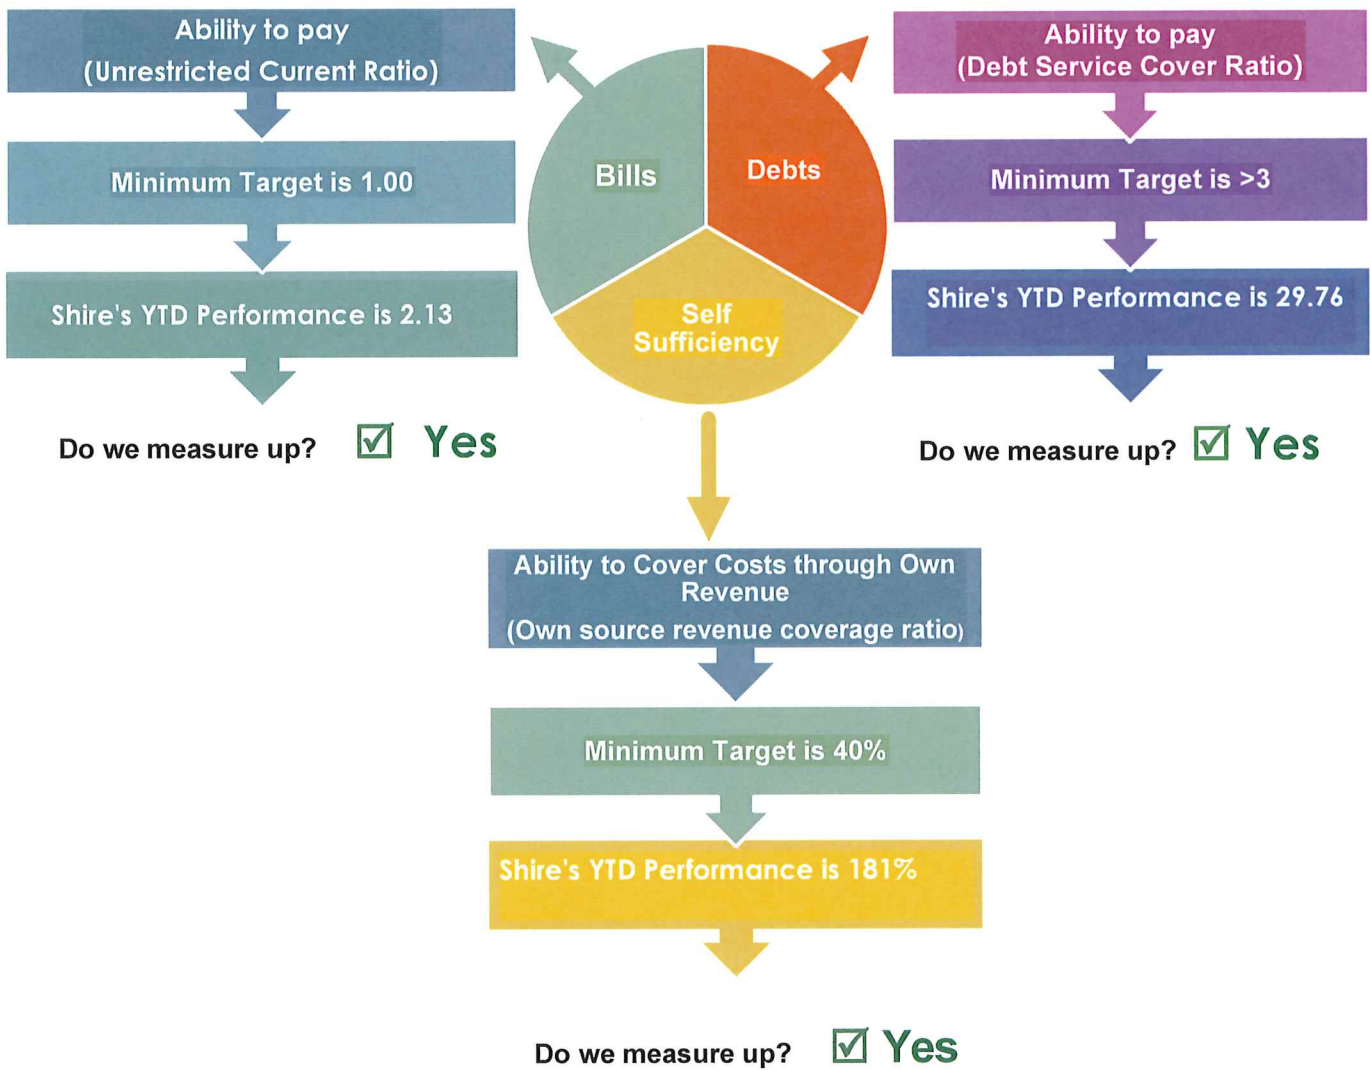 Ability to pay
(Unrestricted Current Ratio)
Minimum Target is 1.00
Shire's YTD Performance is 2.13
Do we measure up? ☑ Yes
Bills
Debts
Self
Sufficiency
Ability to pay
(Debt Service Cover Ratio)
Minimum Target is >3
Shire's YTD Performance is 29.76
Do we measure up? ☑ Yes
Ability to Cover Costs through Own
Revenue
(Own source revenue coverage ratio)
Minimum Target is 40%
Shire's YTD Performance is 181%
Do we measure up? ☑ Yes